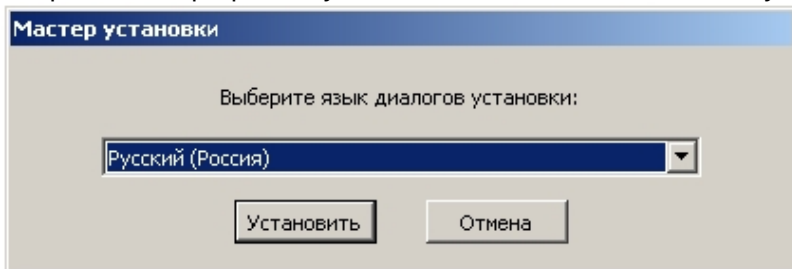 Мастер установки
Выберите язык диалогов установки:
Русский (Россия)
Установить
Отмена